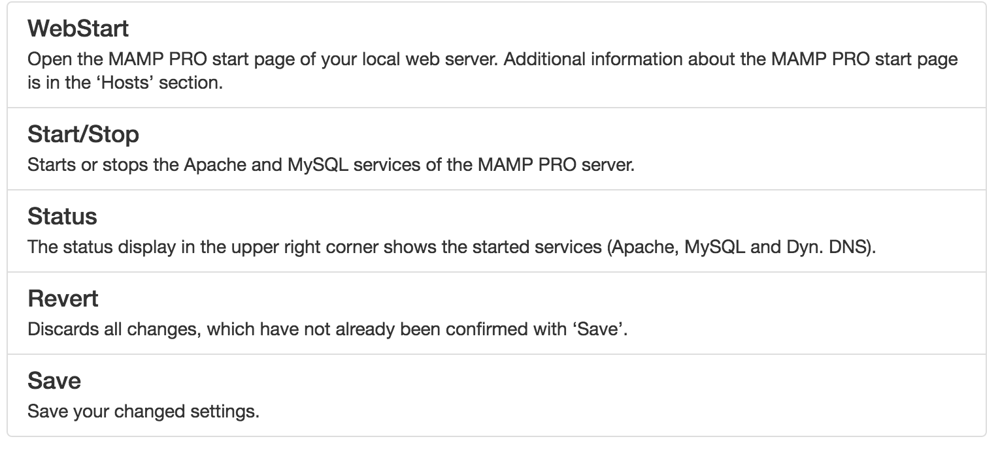 WebStart
Open the MAMP PRO start page of your local web server. Additional information about the MAMP PRO start page
is in the ‘Hosts’ section.
Start/Stop
Starts or stops the Apache and MySQL services of the MAMP PRO server.
Status
The status display in the upper right corner shows the started services (Apache, MySQL and Dyn. DNS).
Revert
Discards all changes, which have not already been confirmed with ‘Save’.
Save
Save your changed settings.